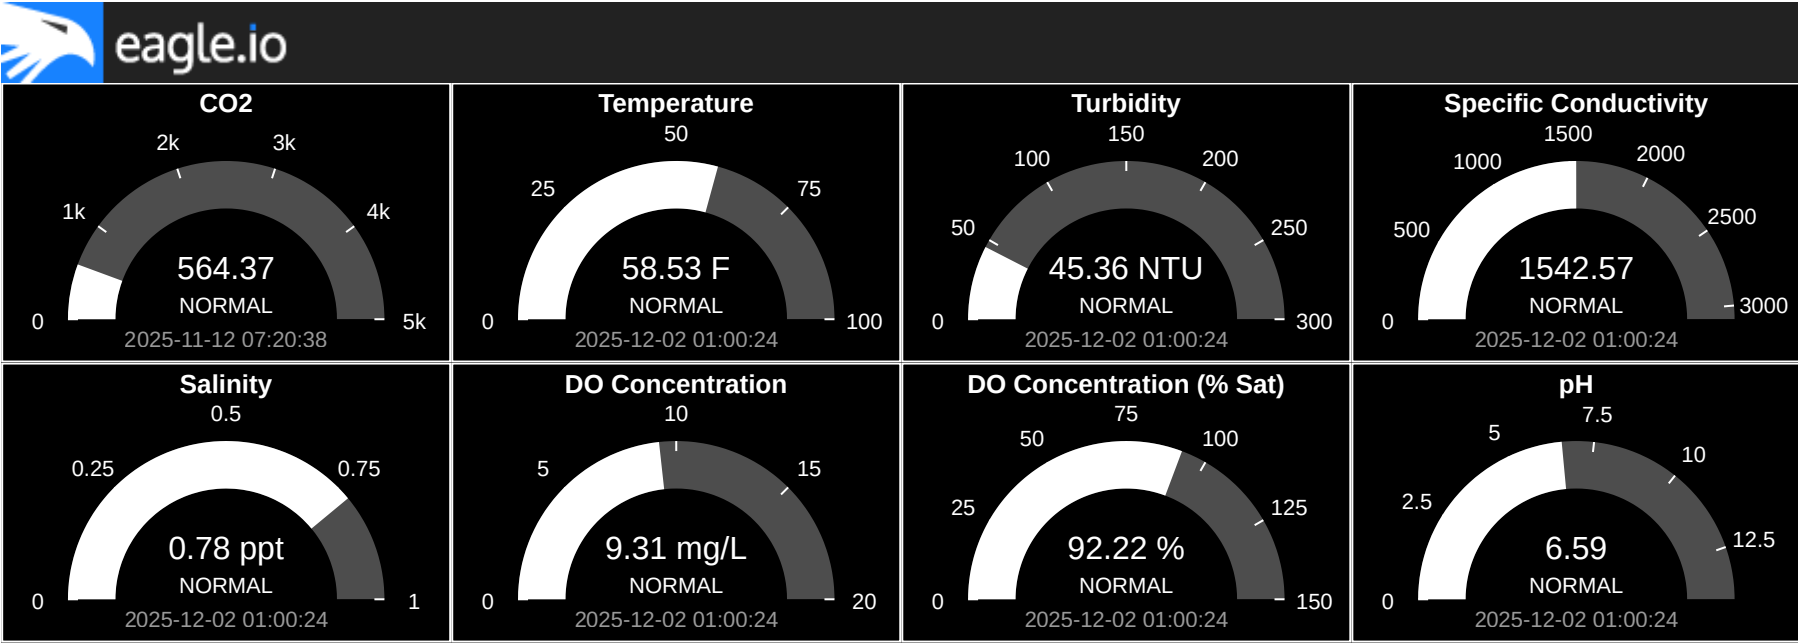 eagle.io
CO2
2k 3k
1k 4k
564.37
NORMAL
0 5k
2025-11-12 07:20:38
Temperature
50
25 75
58.53 F
NORMAL
0 100
2025-12-02 01:00:24
Turbidity
150
100 200
50 250
45.36 NTU
NORMAL
0 300
2025-12-02 01:00:24
Specific Conductivity
1500
1000 2000
500 2500
1542.57
NORMAL 3000
0
2025-12-02 01:00:24
Salinity
0.5
0.25 0.75
0.78 ppt
NORMAL
0 1
2025-12-02 01:00:24
DO Concentration
10
5 15
9.31 mg/L
NORMAL
0 20
2025-12-02 01:00:24
DO Concentration (% Sat)
75
50 100
25 125
92.22 %
NORMAL
0 150
2025-12-02 01:00:24
pH
7.5
5 10
2.5 12.5
6.59
NORMAL
0
2025-12-02 01:00:24